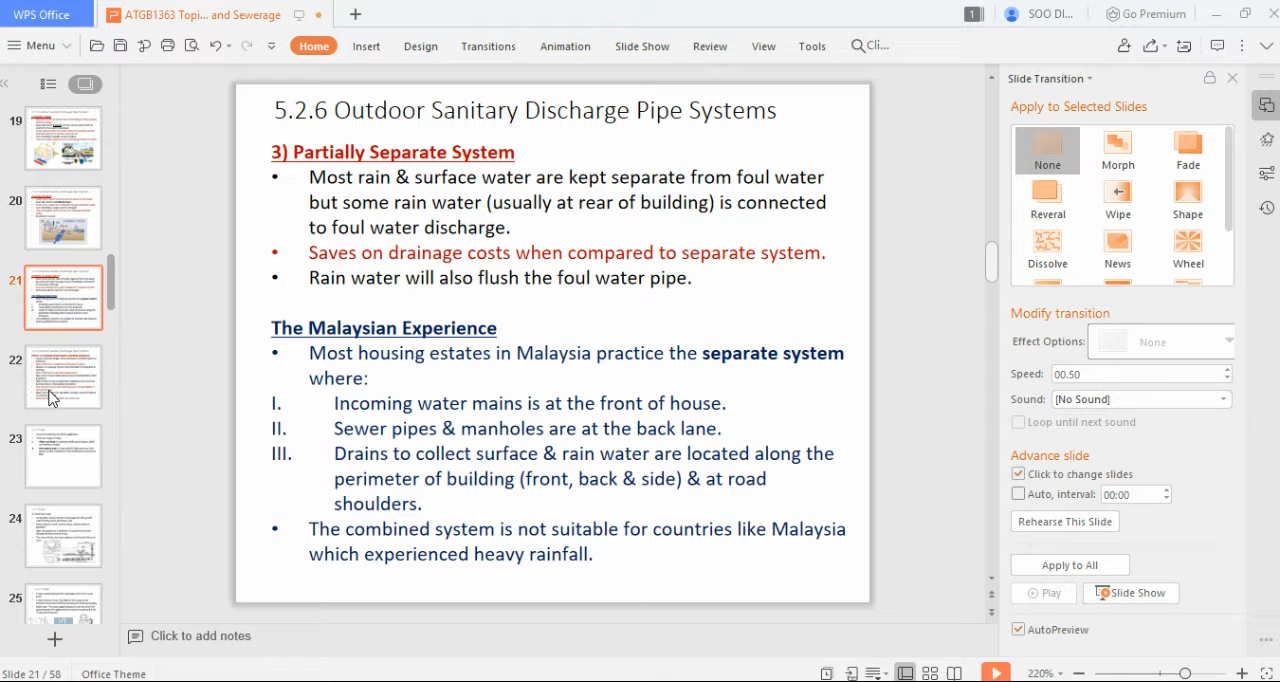 WPS Office
ATGB1363 Topi... and Sewerage
1
SOO DI...
Go Premium
Menu
Home
Insert
Design
Transitions
Animation
Slide Show
Review
View
Tools
Cli...
19
20
21
22
23
24
25
5.2.6 Outdoor Sanitary Discharge Pipe Systems
3) Partially Separate System
• Most rain & surface water are kept separate from foul water
but some rain water (usually at rear of building) is connected
to foul water discharge.
• Saves on drainage costs when compared to separate system.
• Rain water will also flush the foul water pipe.
The Malaysian Experience
• Most housing estates in Malaysia practice the separate system
where:
I. Incoming water mains is at the front of house.
II. Sewer pipes & manholes are at the back lane.
III. Drains to collect surface & rain water are located along the
perimeter of building (front, back & side) & at road
shoulders.
• The combined system is not suitable for countries like Malaysia
which experienced heavy rainfall.
Click to add notes
Slide Transition
Apply to Selected Slides
None
Morph
Fade
Reveral
Wipe
Shape
Dissolve
News
Wheel
Modify transition
Effect Options:
None
Speed:
00.50
Sound:
[No Sound]
Loop until next sound
Advance slide
Click to change slides
Auto, interval:
00:00
Rehearse This Slide
Apply to All
Play
Slide Show
AutoPreview
Slide 21 / 58
Office Theme
220%